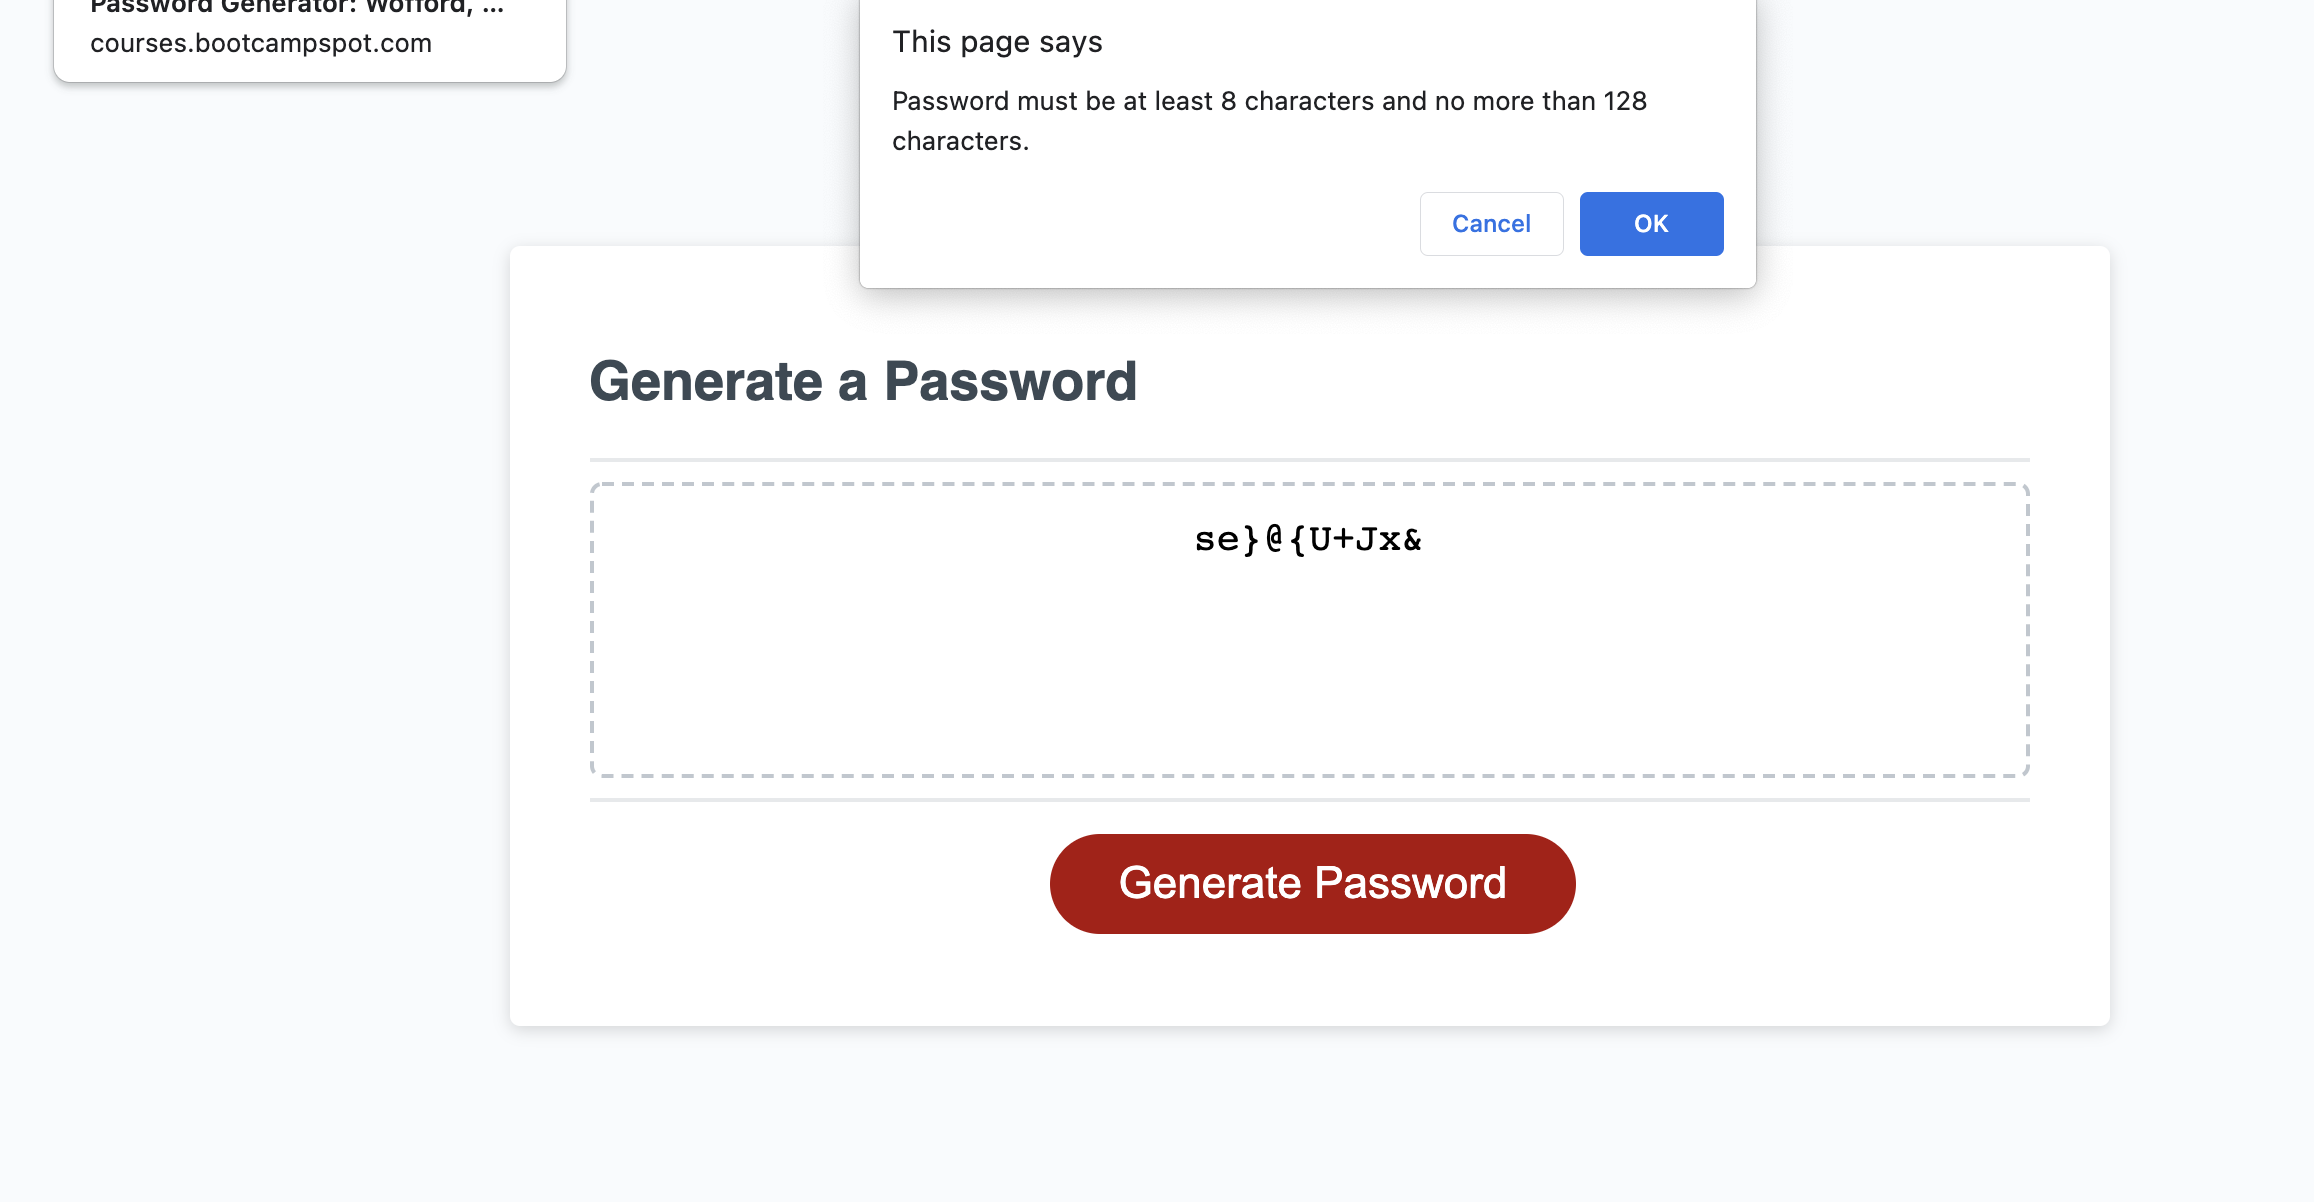 Password Generator: Wofford, ...
courses.bootcampspot.com
This page says
Password must be at least 8 characters and no more than 128
characters.
Cancel
OK
Generate a Password
se}@{U+Jx&
Generate Password